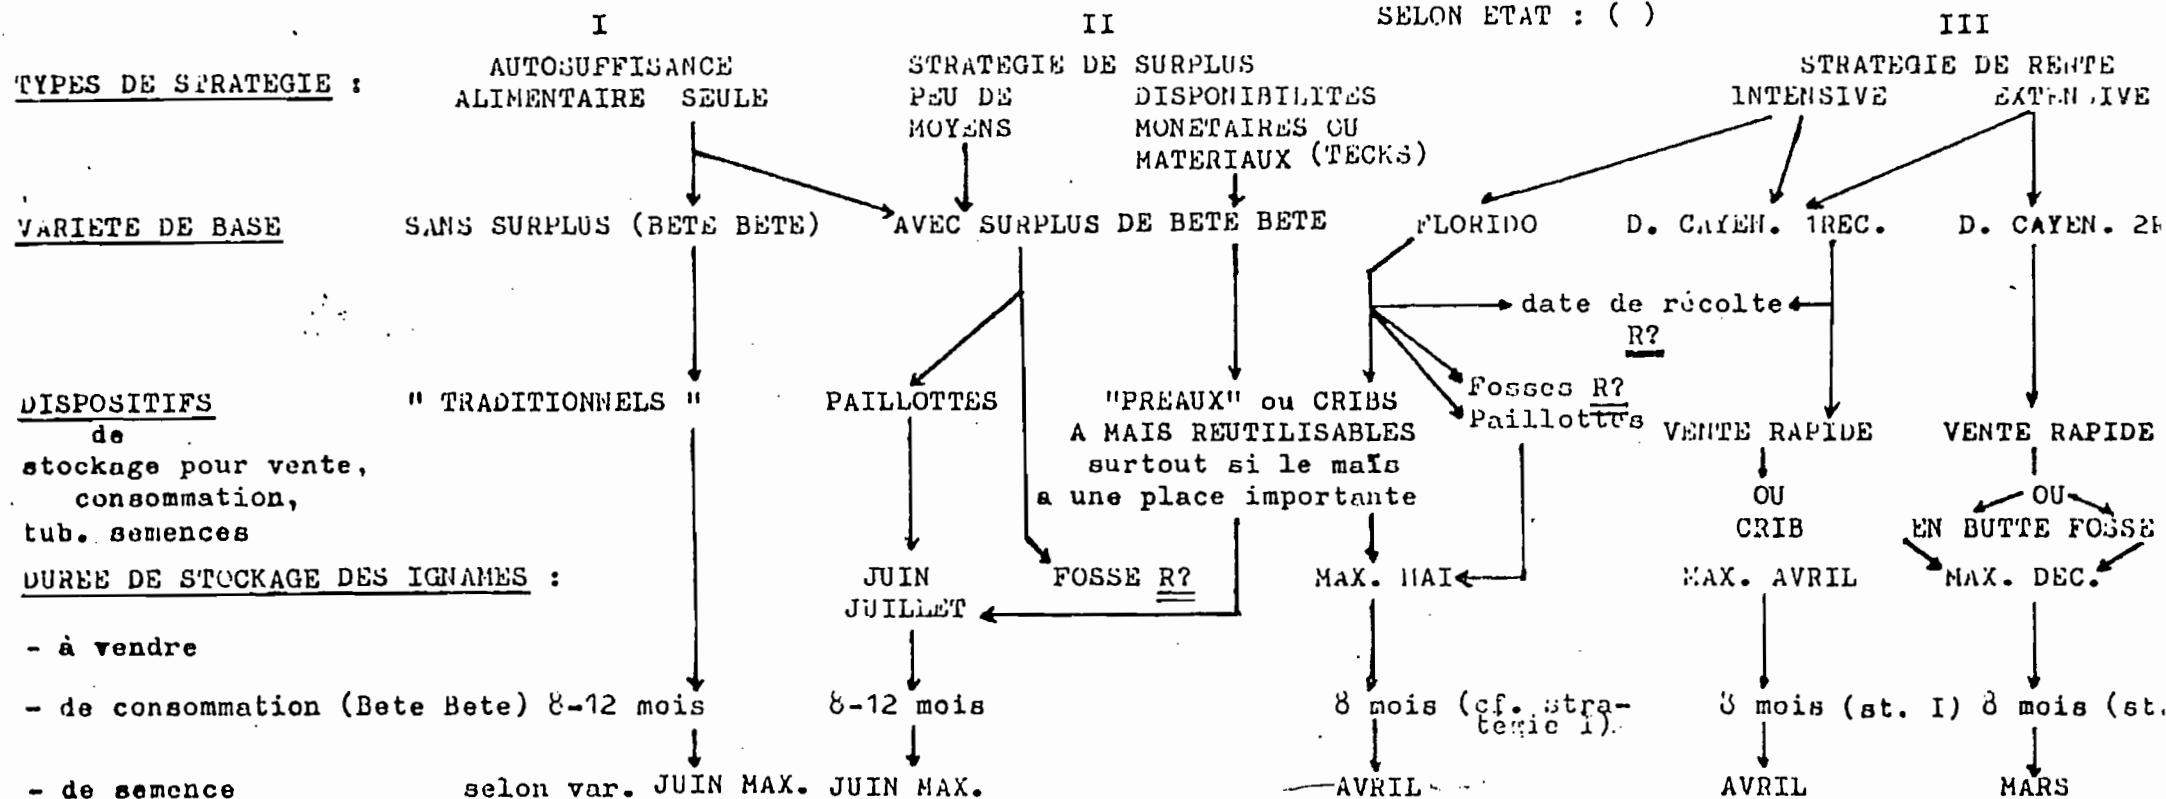 I II SELON ETAT : ( ) III
TYPES DE STRATEGIE : AUTOSUFFISANCE STRATEGIE DE SURPLUS STRATEGIE DE RENTE
ALIMENTAIRE SEULE PEU DE DISPONIBILITES INTENSIVE EXTENSIVE
MOYENS MONETAIRES OU
MATERIAUX (TECKS)
VARIETE DE BASE SANS SURPLUS (BETE BETE) AVEC SURPLUS DE BETE BETE FLORIDO D. CAYEN. 1REC. D. CAYEN. 2R
date de récolte
R?
DISPOSITIFS " TRADITIONNELS " PAILLOTTES "PREAUX" ou CRIBS Fosses R?
de A MAIS REUTILISABLES Paillottes VENTE RAPIDE VENTE RAPIDE
stockage pour vente, surtout si le maïs
consommation, a une place importante OU OU
tub. semences CRIB EN BUTTE FOSSE
DUREE DE STOCKAGE DES IGNAMES : JUIN FOSSE R? MAX. MAI MAX. AVRIL MAX. DEC.
JUILLET
- à vendre
- de consommation (Bete Bete) 8-12 mois 8-12 mois 8 mois (cf. stra- 8 mois (st. I) 8 mois (st.
tegie I).
- de semence selon var. JUIN MAX. JUIN MAX. AVRIL AVRIL MARS